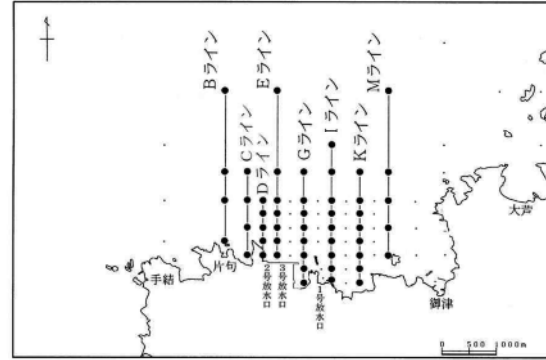 Bライン
Cライン
Dライン
Eライン
Gライン
Iライン
Kライン
Mライン
大芦
手結
片句
2号放水口
3号放水口
1号放水口
御津
0 500 1000m